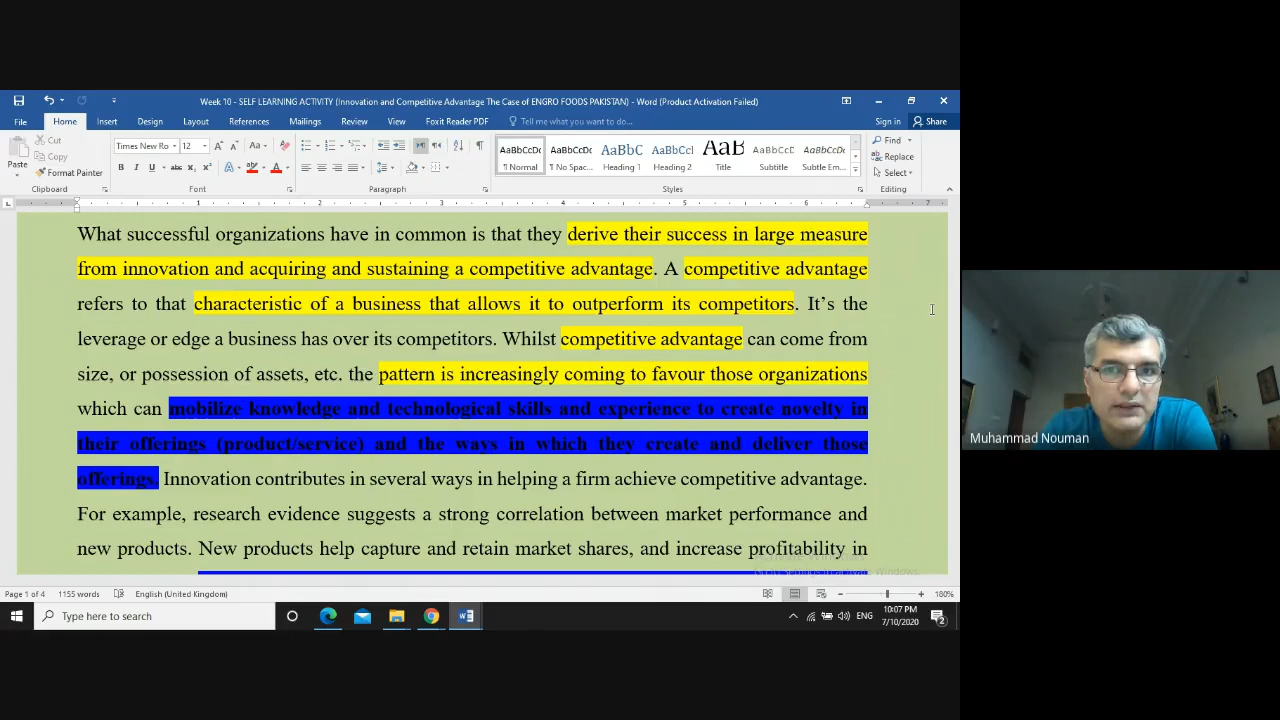 Week 10 - SELF LEARNING ACTIVITY (Innovation and Competitive Advantage The Case of ENGRO FOODS PAKISTAN) - Word (Product Activation Failed)
File Home Insert Design Layout References Mailings Review View Foxit Reader PDF Tell me what you want to do... Sign in Share
Paste
Cut
Copy
Format Painter
Clipboard
Times New Ro 12
Font
Paragraph
AaBbCcDc AaBbCcDc AaBbC AaBbCcI AaB AaBbCcD AaBbCcDc
¶ Normal ¶ No Spac... Heading 1 Heading 2 Title Subtitle Subtle Em...
Styles
Find
Replace
Select
Editing
1 2 3 4 5 6 7
What successful organizations have in common is that they derive their success in large measure
from innovation and acquiring and sustaining a competitive advantage. A competitive advantage
refers to that characteristic of a business that allows it to outperform its competitors. It’s the
leverage or edge a business has over its competitors. Whilst competitive advantage can come from
size, or possession of assets, etc. the pattern is increasingly coming to favour those organizations
which can mobilize knowledge and technological skills and experience to create novelty in
their offerings (product/service) and the ways in which they create and deliver those
offerings. Innovation contributes in several ways in helping a firm achieve competitive advantage.
For example, research evidence suggests a strong correlation between market performance and
new products. New products help capture and retain market shares, and increase profitability in
Page 1 of 4 1155 words English (United Kingdom) 180%
Type here to search
ENG
10:07 PM
7/10/2020
2
Muhammad Nouman